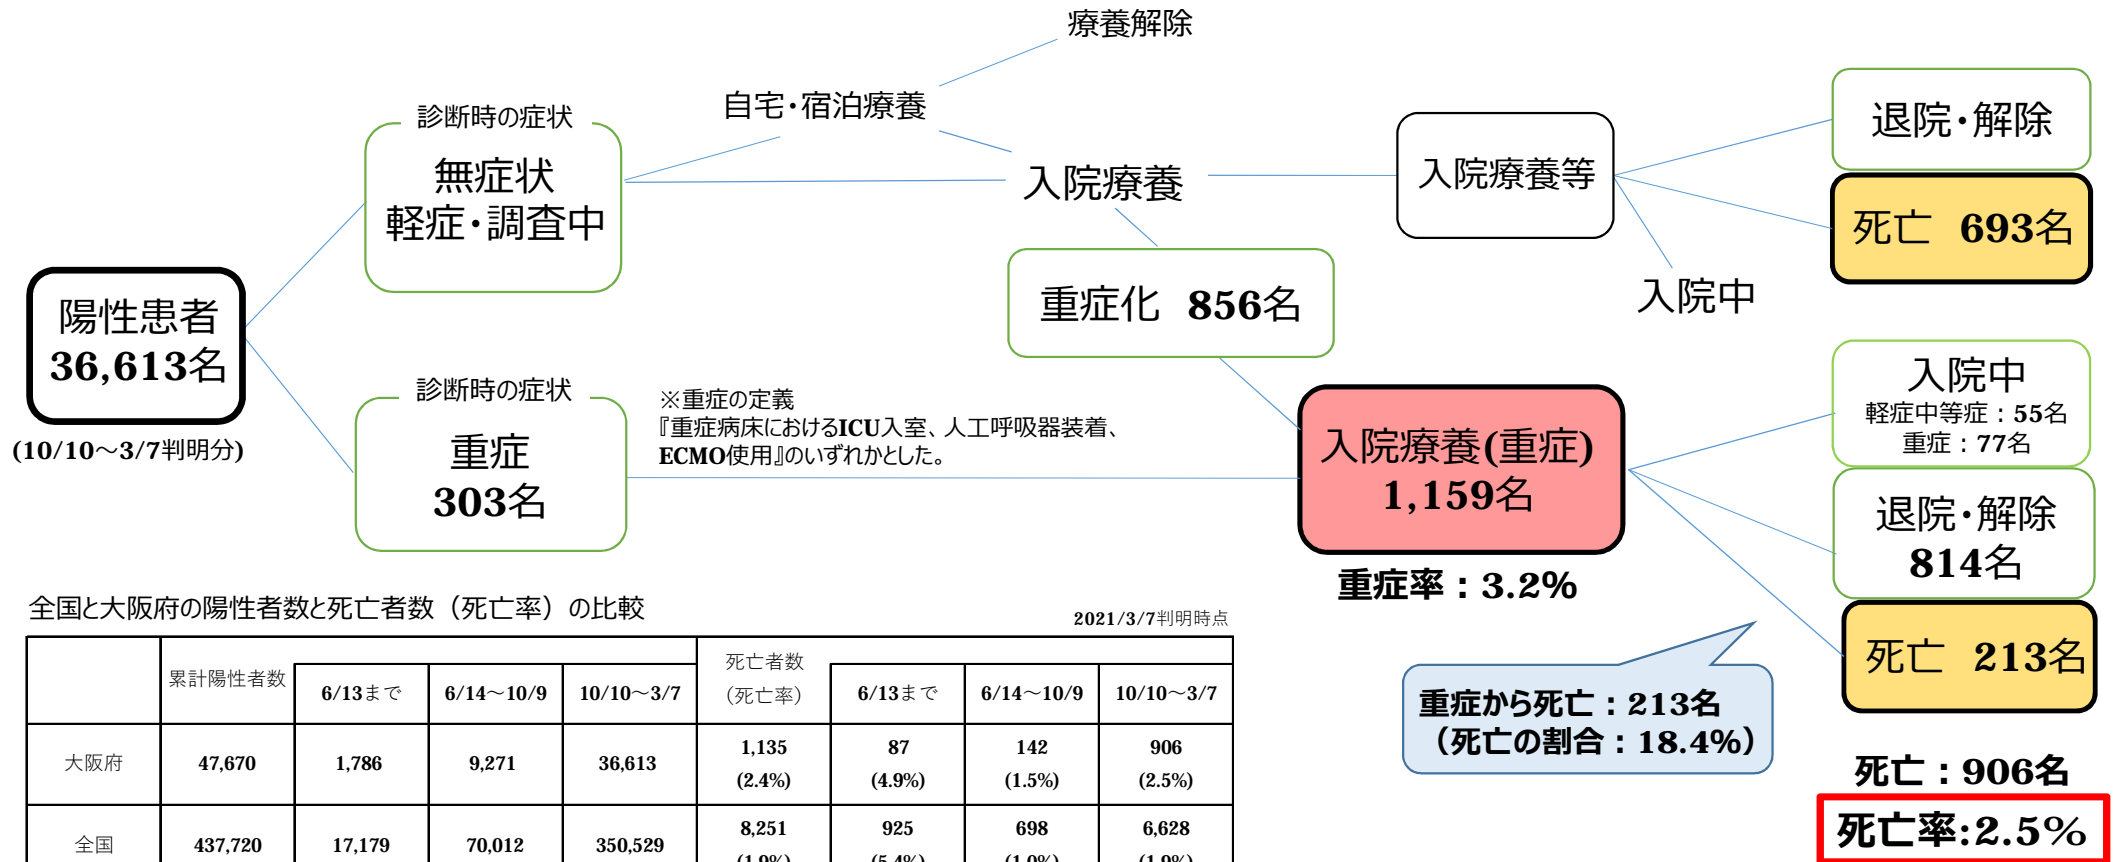 療養解除
自宅・宿泊療養
診断時の症状
無症状
軽症・調査中
入院療養
入院療養等
退院・解除
死亡 693名
入院中
重症化 856名
陽性患者
36,613名
(10/10～3/7判明分)
診断時の症状
重症
303名
※重症の定義
『重症病床におけるICU入室、人工呼吸器装着、
ECMO使用』のいずれかとした。
入院療養(重症)
1,159名
重症率：3.2%
入院中
軽症中等症：55名
重症：77名
退院・解除
814名
死亡 213名
重症から死亡：213名
（死亡の割合：18.4%）
死亡：906名
死亡率:2.5%
全国と大阪府の陽性者数と死亡者数（死亡率）の比較
2021/3/7判明時点
累計陽性者数 6/13まで 6/14～10/9 10/10～3/7 死亡者数（死亡率） 6/13まで 6/14～10/9 10/10～3/7
大阪府 47,670 1,786 9,271 36,613 1,135 87 142 906
(2.4%) (4.9%) (1.5%) (2.5%)
全国 437,720 17,179 70,012 350,529 8,251 925 698 6,628
(1.9%) (5.4%) (1.0%) (1.9%)